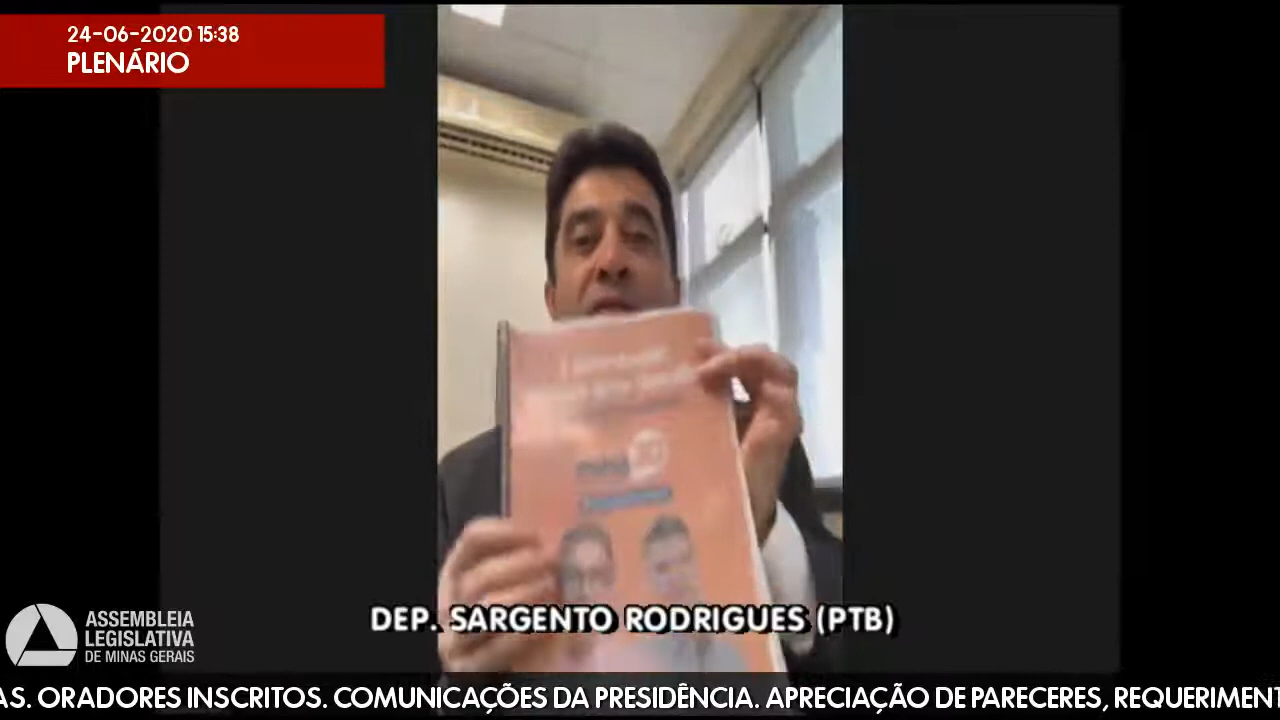 24-06-2020 15:38
PLENÁRIO
DEP. SARGENTO RODRIGUES (PTB)
ASSEMBLEIA
LEGISLATIVA
DE MINAS GERAIS
AS. ORADORES INSCRITOS. COMUNICAÇÕES DA PRESIDÊNCIA. APRECIAÇÃO DE PARECERES, REQUERIMENT